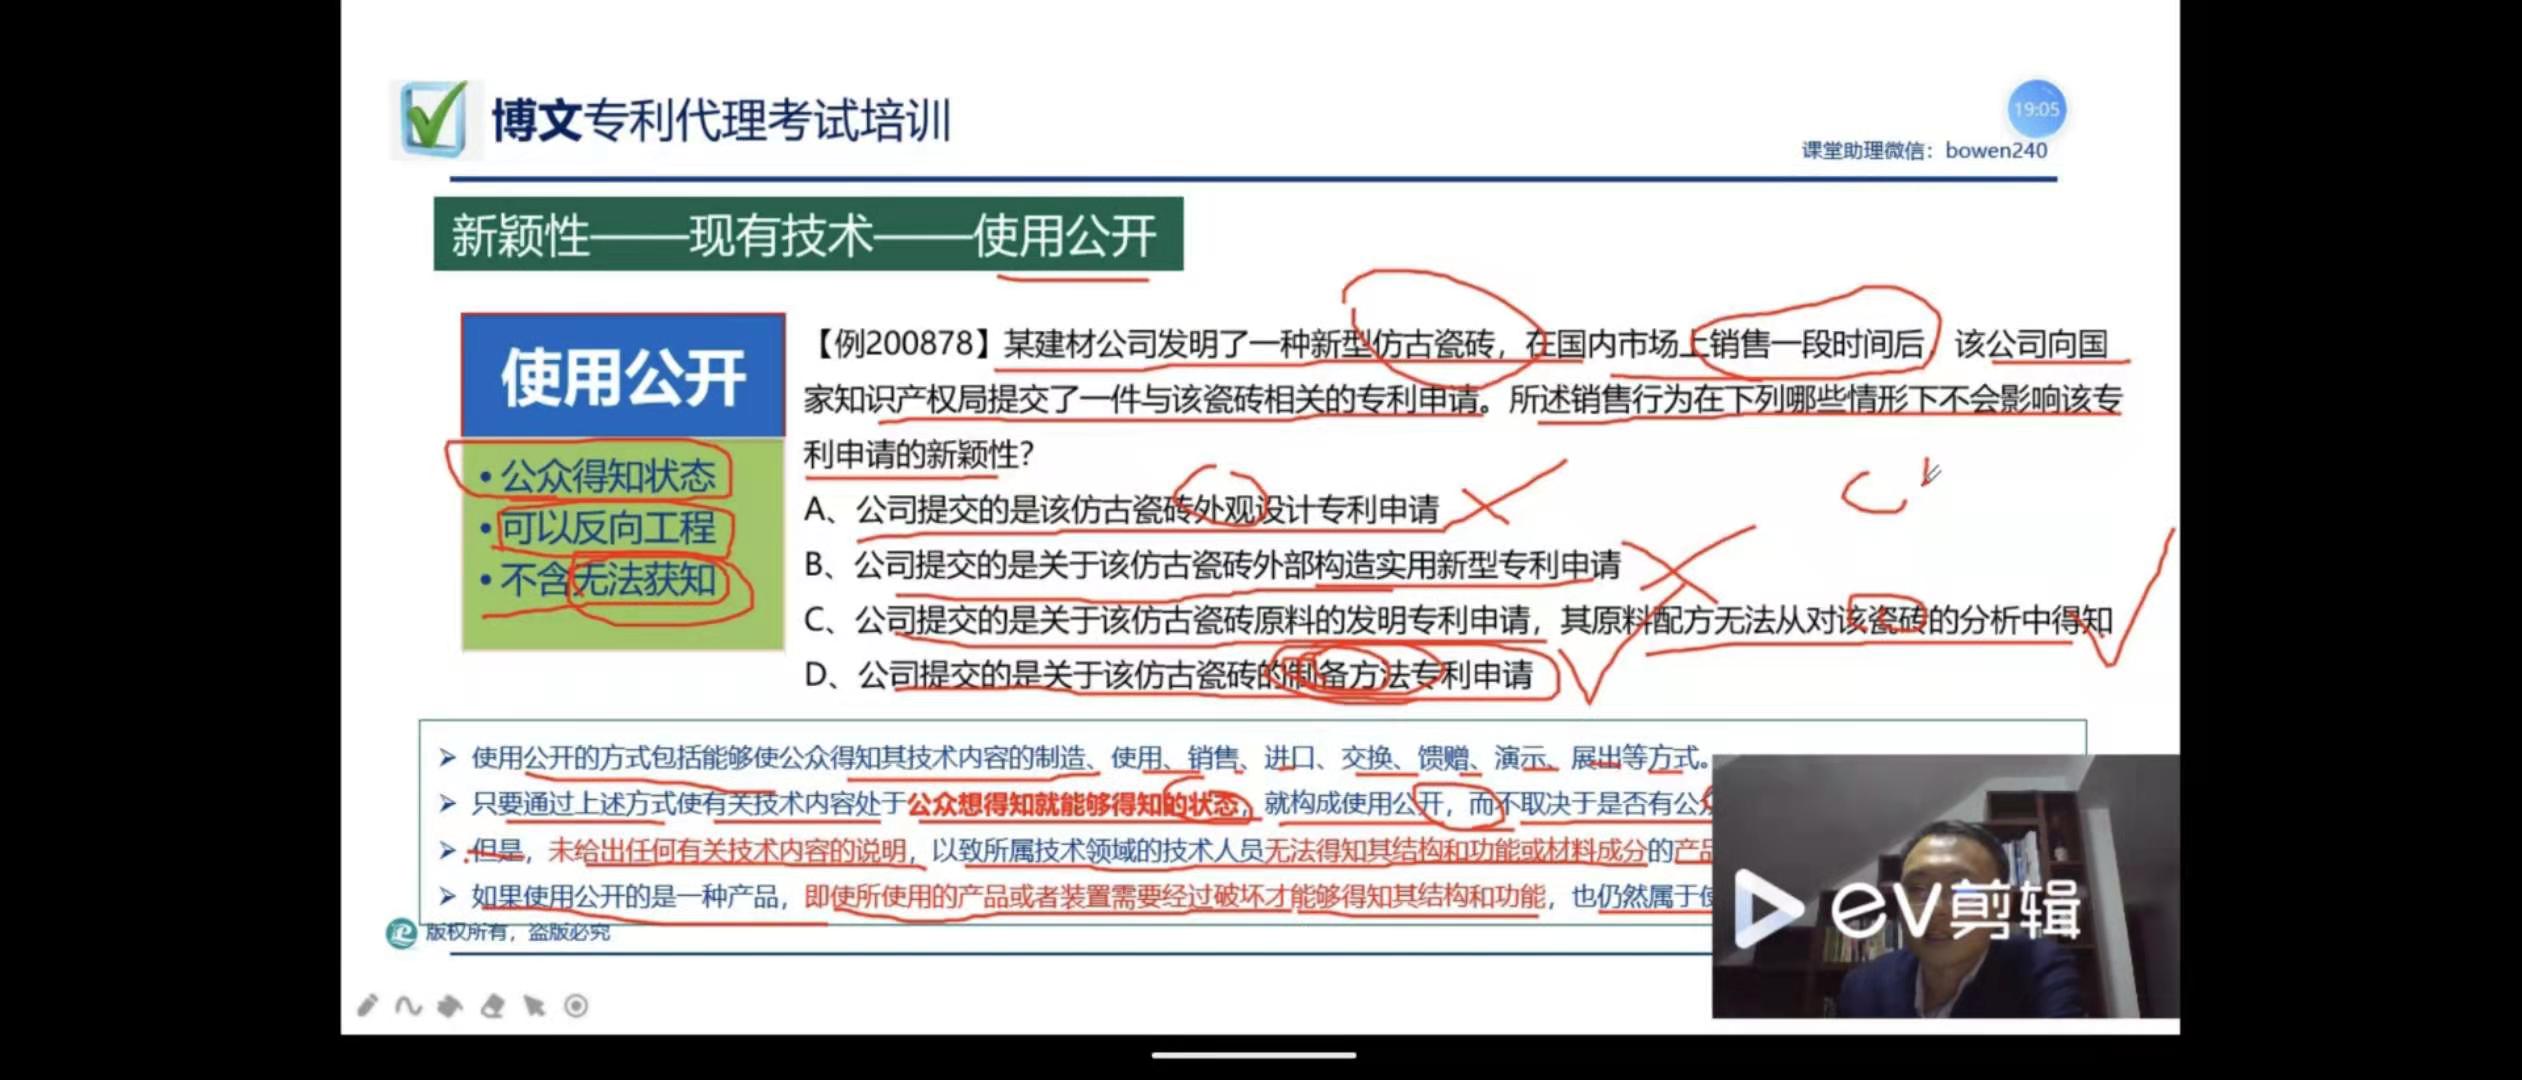 博文专利代理考试培训
19:05
课堂助理微信：bowen240
新颖性——现有技术——使用公开
使用公开
• 公众得知状态
• 可以反向工程
• 不含无法获知
【例200878】某建材公司发明了一种新型仿古瓷砖，在国内市场上销售一段时间后，该公司向国
家知识产权局提交了一件与该瓷砖相关的专利申请。所述销售行为在下列哪些情形下不会影响该专
利申请的新颖性？
A、公司提交的是该仿古瓷砖外观设计专利申请
B、公司提交的是关于该仿古瓷砖外部构造实用新型专利申请
C、公司提交的是关于该仿古瓷砖原料的发明专利申请，其原料配方无法从对该瓷砖的分析中得知
D、公司提交的是关于该仿古瓷砖的制备方法专利申请
➢ 使用公开的方式包括能够使公众得知其技术内容的制造、使用、销售、进口、交换、馈赠、演示、展出等方式。
➢ 只要通过上述方式使有关技术内容处于公众想得知就能够得知的状态，就构成使用公开，而不取决于是否有公
➢ 但是，未给出任何有关技术内容的说明，以致所属技术领域的技术人员无法得知其结构和功能或材料成分的产品
➢ 如果使用公开的是一种产品，即使所使用的产品或者装置需要经过破坏才能够得知其结构和功能，也仍然属于使
版权所有，盗版必究
eV剪辑